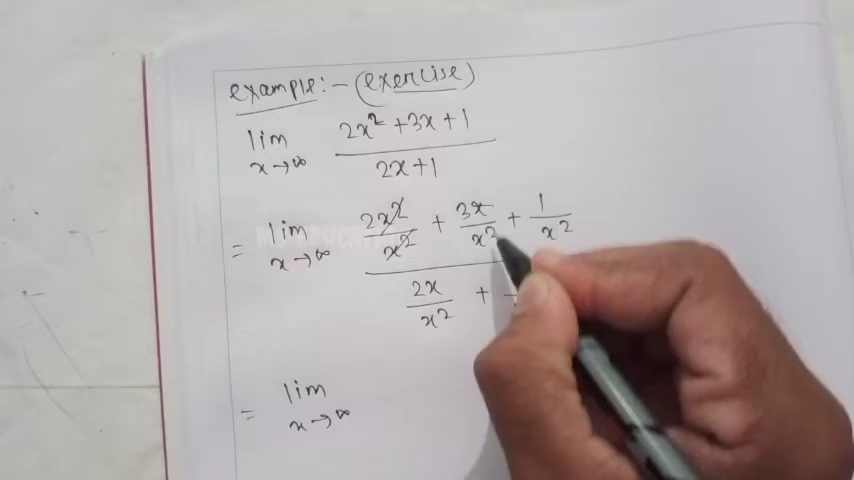 example:- (exercise)
lim x→∞ 2x²+3x+1 / 2x+1
= lim x→∞ 2x²/x² + 3x/x² + 1/x²
2x/x² +
= lim x→∞